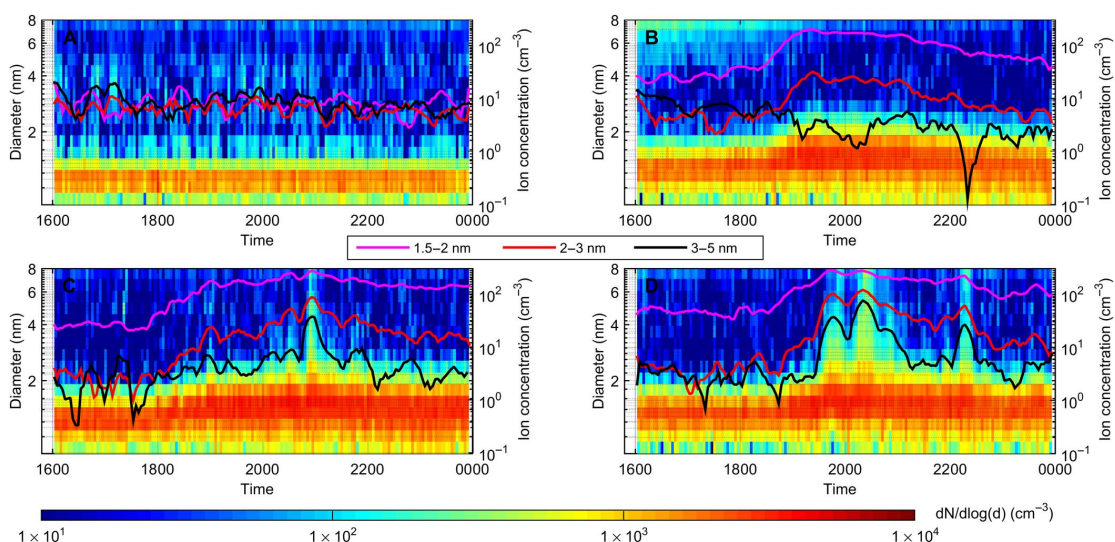 A
B
8
6
4
2
Diameter (nm)
10²
10¹
10⁰
10⁻¹
Ion concentration (cm⁻³)
1600 1800 2000 2200 0000
Time
8
6
4
2
Diameter (nm)
10²
10¹
10⁰
10⁻¹
Ion concentration (cm⁻³)
1600 1800 2000 2200 0000
Time
1.5–2 nm 2–3 nm 3–5 nm
C
D
8
6
4
2
Diameter (nm)
10²
10¹
10⁰
10⁻¹
Ion concentration (cm⁻³)
1600 1800 2000 2200 0000
Time
8
6
4
2
Diameter (nm)
10²
10¹
10⁰
10⁻¹
Ion concentration (cm⁻³)
1600 1800 2000 2200 0000
Time
dN/dlog(d) (cm⁻³)
1 × 10¹ 1 × 10² 1 × 10³ 1 × 10⁴